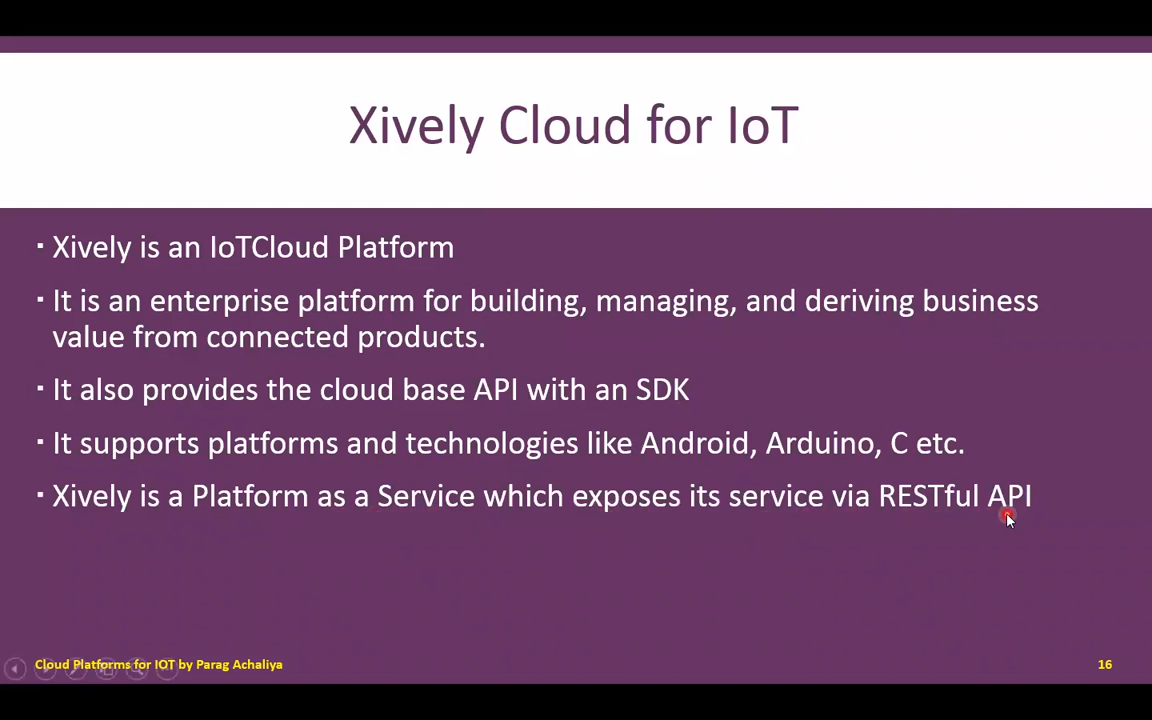 Xively Cloud for IoT
▪ Xively is an IoTCloud Platform
▪ It is an enterprise platform for building, managing, and deriving business
value from connected products.
▪ It also provides the cloud base API with an SDK
▪ It supports platforms and technologies like Android, Arduino, C etc.
▪ Xively is a Platform as a Service which exposes its service via RESTful API
Cloud Platforms for IOT by Parag Achaliya
16